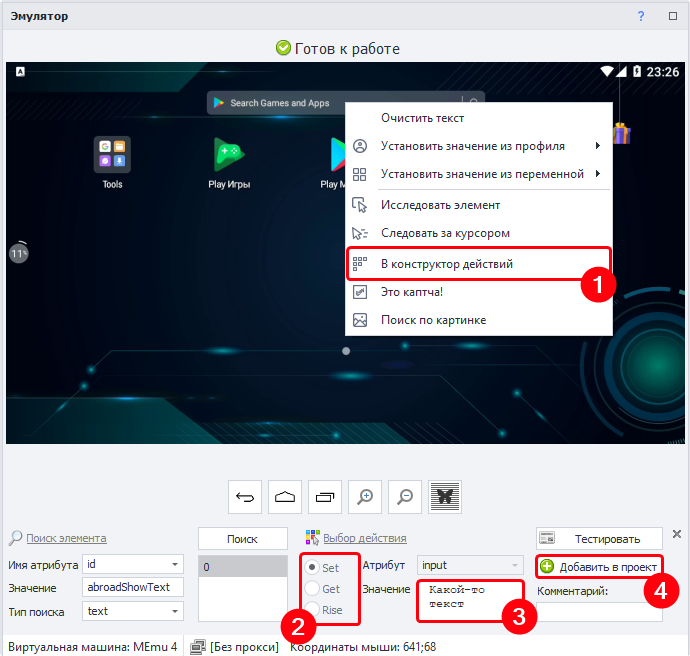 Эмулятор
?
Готов к работе
A
23:26
Search Games and Apps
Tools
Play Игры
Play М
11%
Очистить текст
Установить значение из профиля
Установить значение из переменной
Исследовать элемент
Следовать за курсором
В конструктор действий
1
Это каптча!
Поиск по картинке
Поиск элемента
Поиск
Выбор действия
Тестировать
Имя атрибута
id
0
Set
Атрибут
input
Добавить в проект
4
Значение
abroadShowText
Get
Значение
Какой-то
текст
3
Комментарий:
Тип поиска
text
Rise
2
Виртуальная машина: MEmu 4
[Без прокси]
Координаты мыши: 641;68